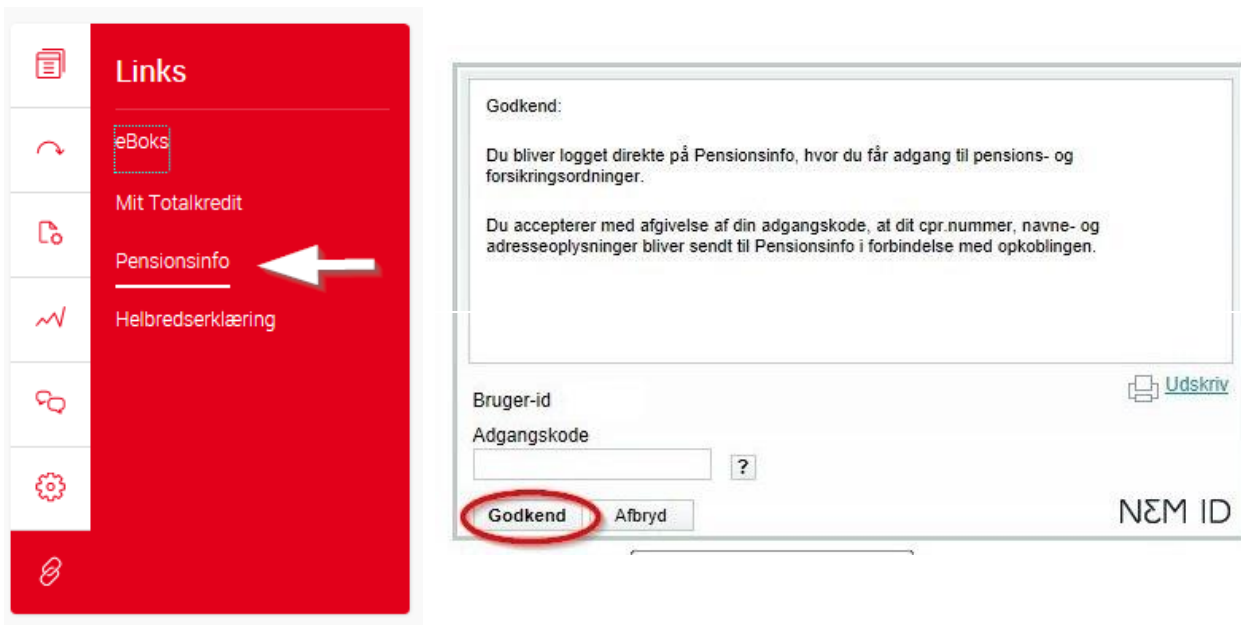 Links
eBoks
Mit Totalkredit
Pensionsinfo
Helbredserklæring
Godkend:
Du bliver logget direkte på Pensionsinfo, hvor du får adgang til pensions- og
forsikringsordninger.
Du accepterer med afgivelse af din adgangskode, at dit cpr.nummer, navne- og
adresseoplysninger bliver sendt til Pensionsinfo i forbindelse med opkoblingen.
Udskriv
Bruger-id
Adgangskode
?
Godkend Afbryd
NEM ID